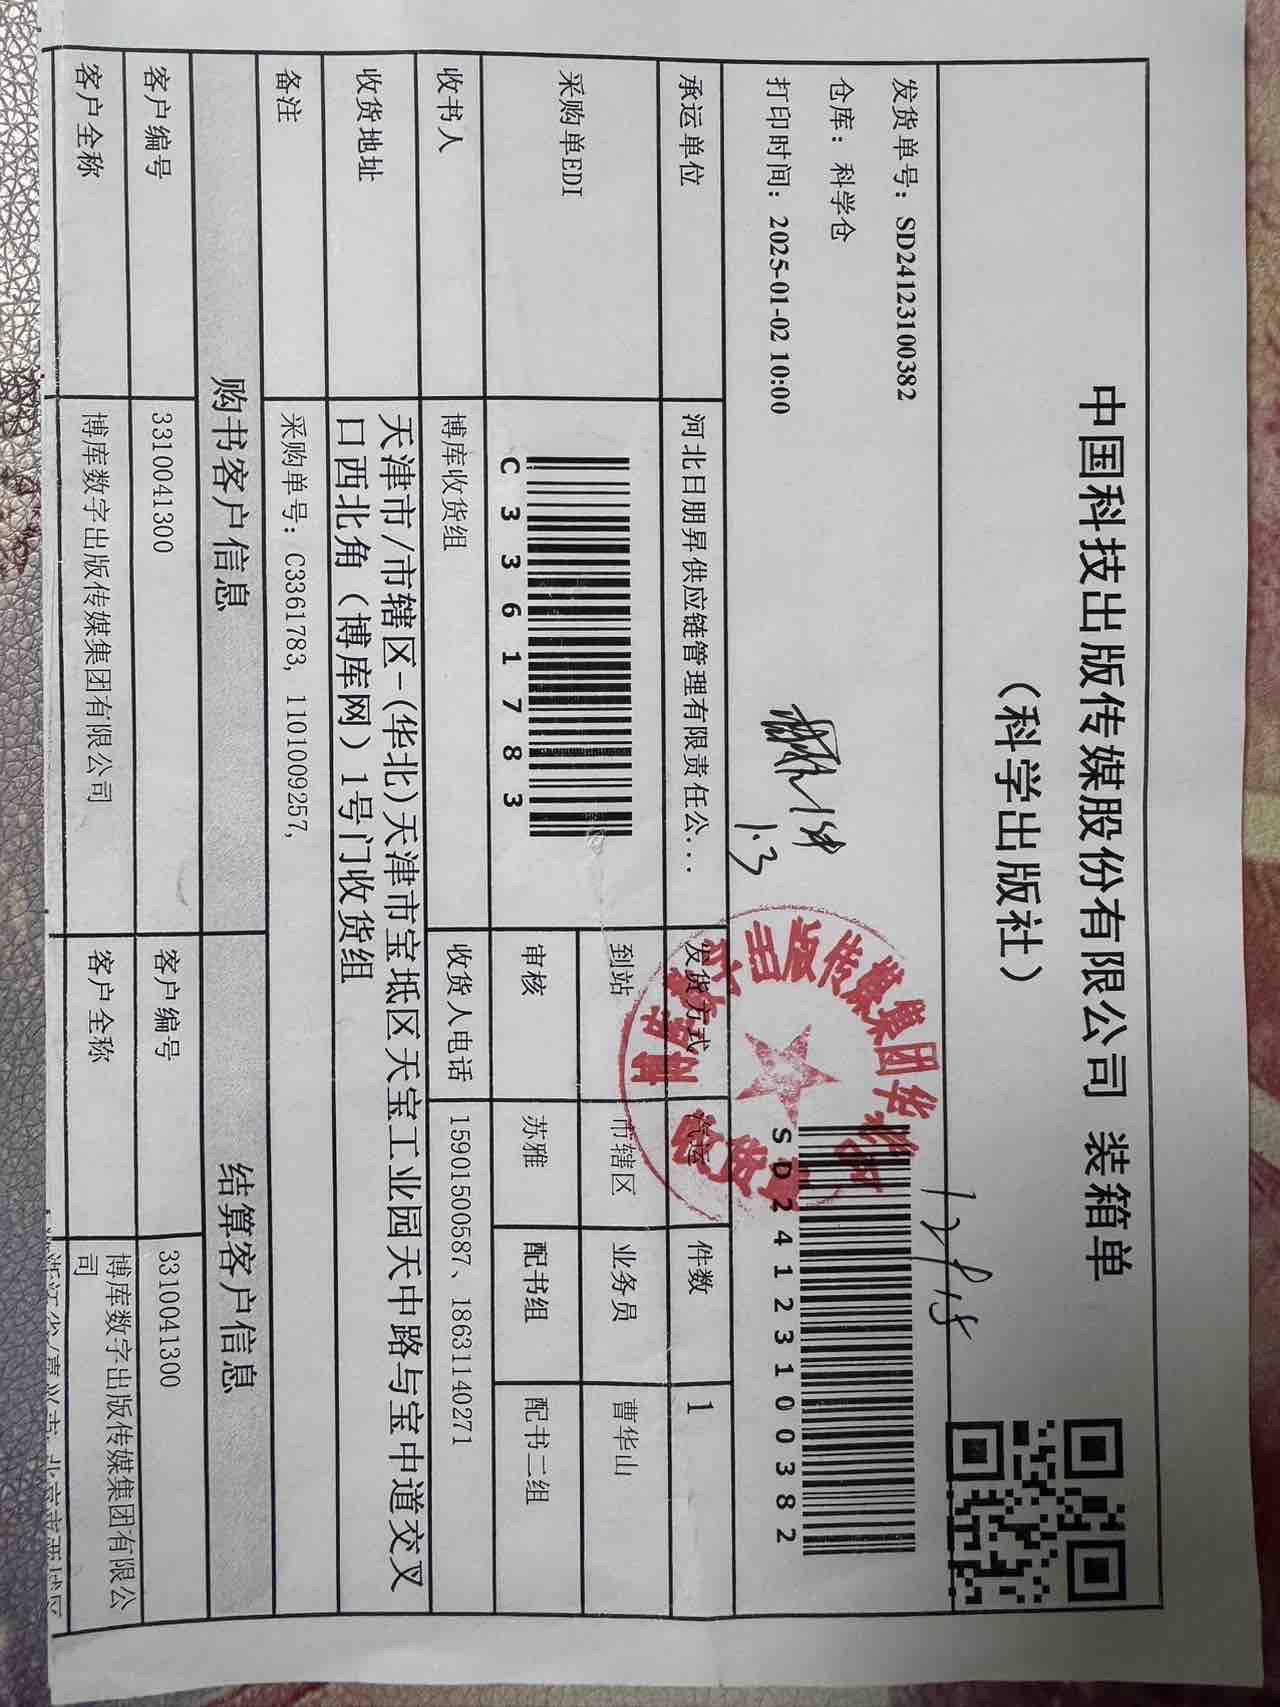 中国科技出版传媒股份有限公司 装箱单
（科学出版社）
发货单号：SD24123100382
仓库：科学仓
打印时间：2025-01-02 10:00
1.3
SD24123100382
承运单位 河北日朋昇供应链管理有限责任公... 发货方式 汽运 件数 1
采购单EDI C3361783 到站 市辖区 业务员 曹华山
审核 苏雅 配书组 配书二组
收书人 博库收货组 收货人电话 15901500587、18631140271
收货地址 天津市/市辖区-(华北)天津市宝坻区天宝工业园天中路与宝中道交叉
口西北角（博库网）1号门收货组
备注 采购单号：C3361783, 1101009257,
购书客户信息 结算客户信息
客户编号 3310041300 客户编号 3310041300
客户全称 博库数字出版传媒集团有限公司 客户全称 博库数字出版传媒集团有限公
司
出版传媒集团